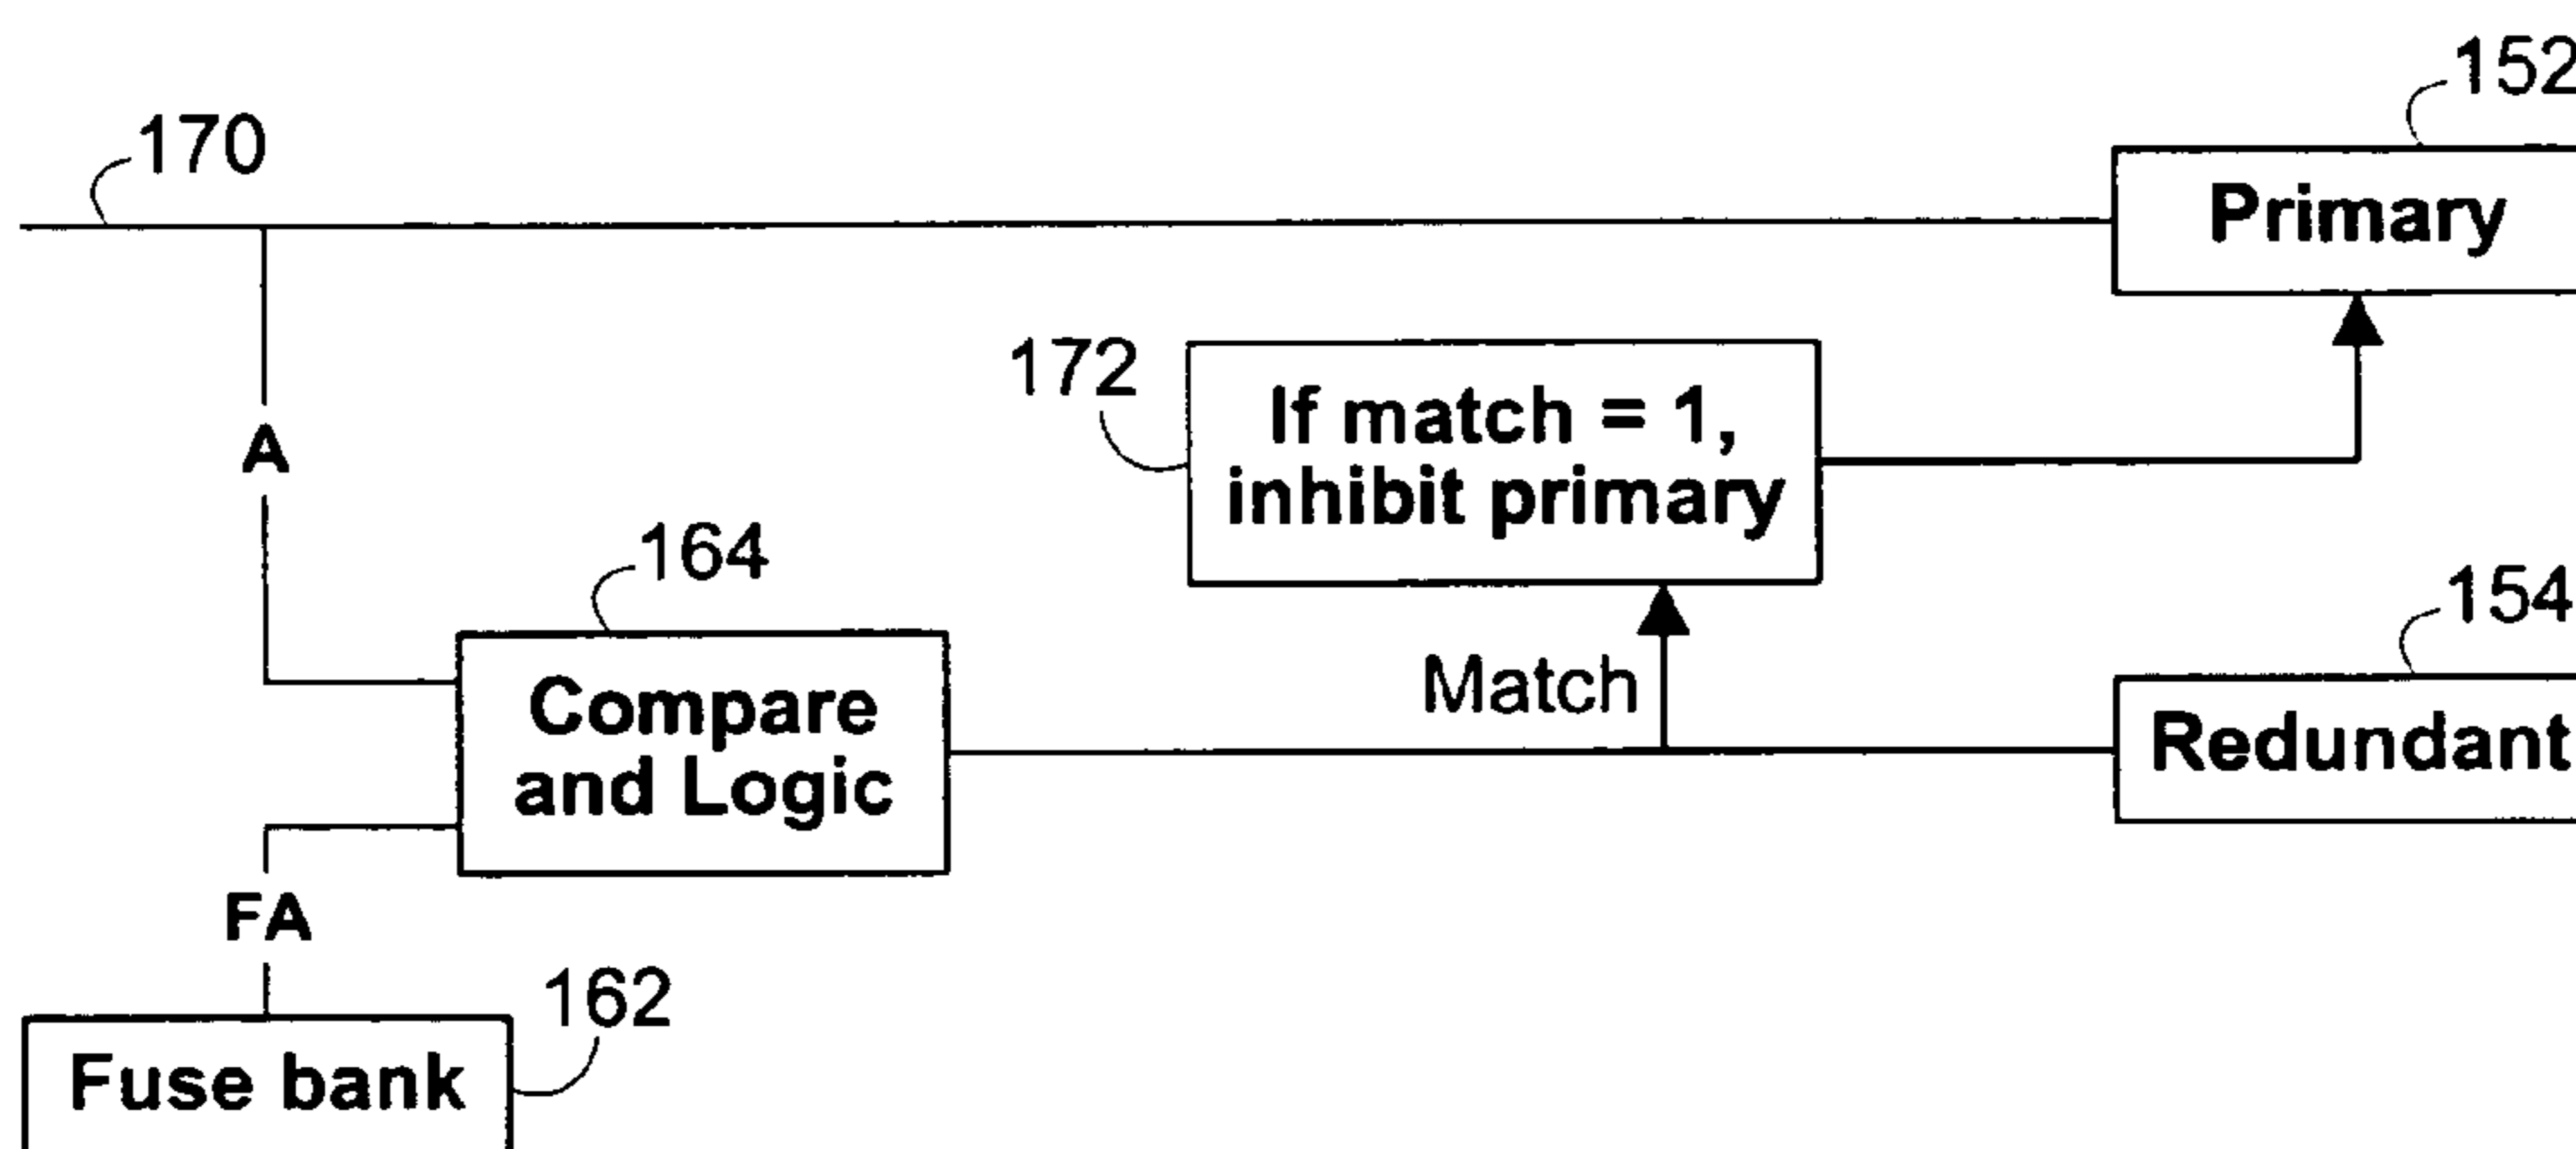 152
170
Primary
172
If match = 1,
inhibit primary
A
164
154
Compare
and Logic
Match
Redundant
FA
162
Fuse bank